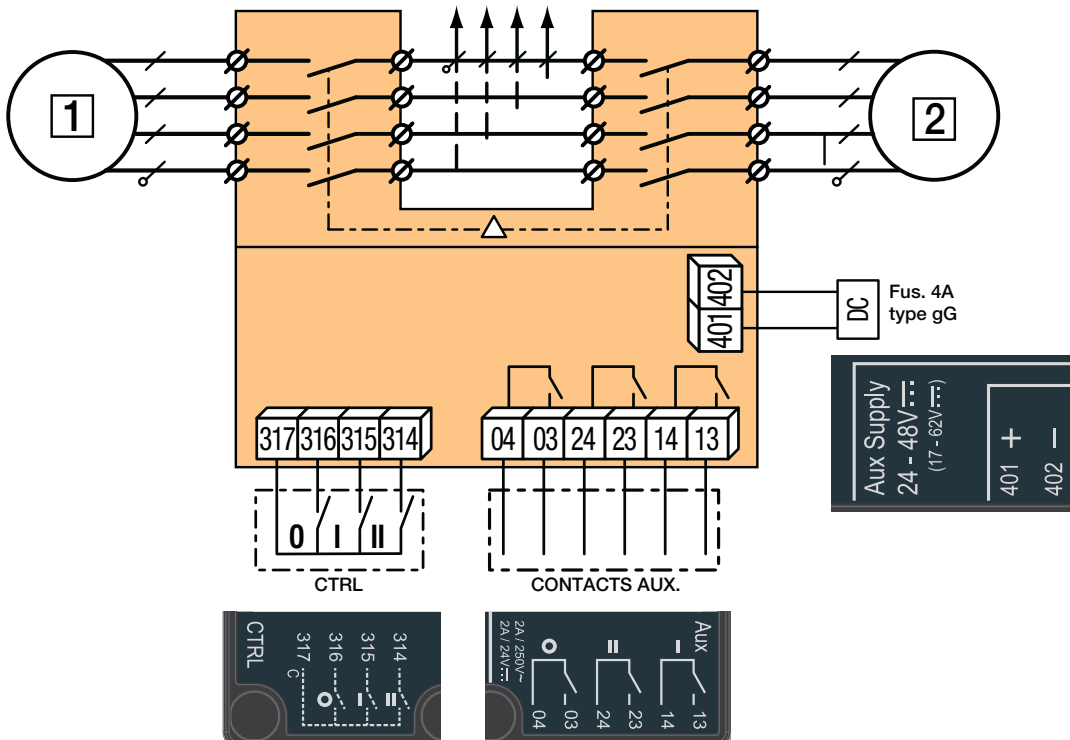 1
2
402
401
DC
Fus. 4A
type gG
Aux Supply
24 - 48V⎓
(17 - 62V⎓)
401 +
402 –
317 316 315 314
04 03 24 23 14 13
0 I II
CTRL
CONTACTS AUX.
CTRL
317 C
316 O
315 I
314 II
Aux
I
13
14
II
23
24
O
03
04
2A / 250V~
2A / 24V⎓